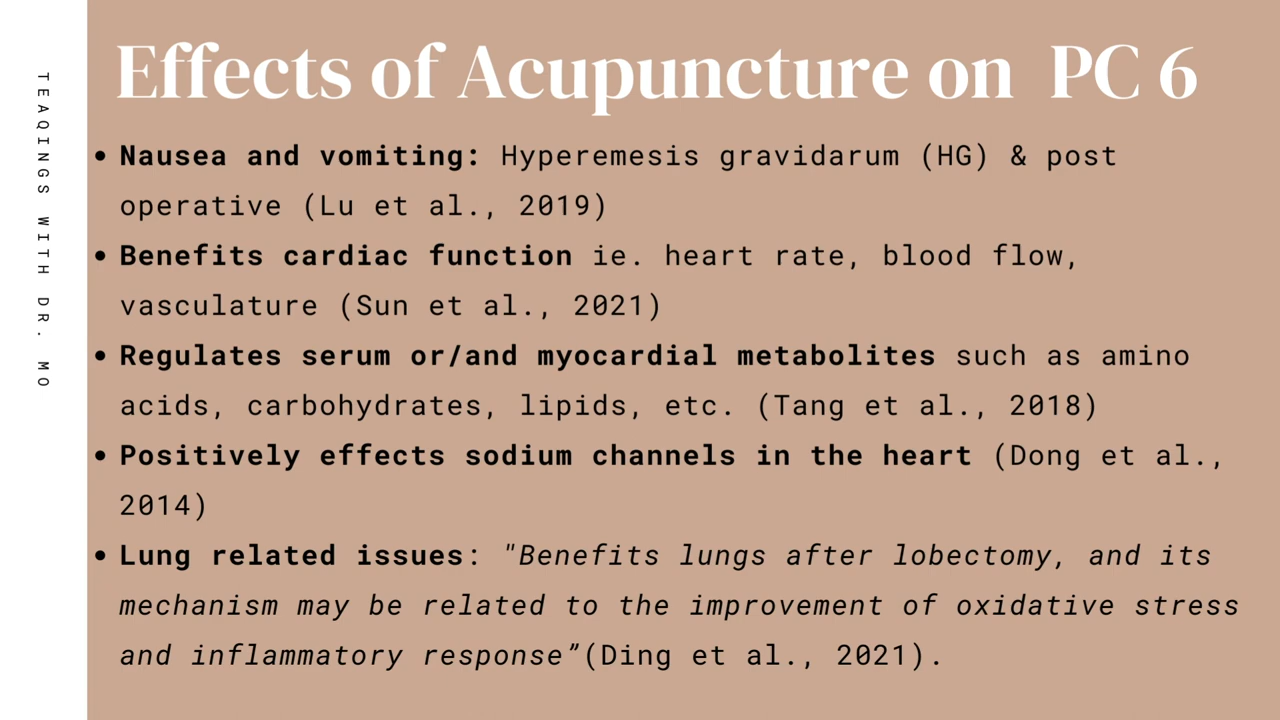 TEAQINGS WITH DR. MO
Effects of Acupuncture on PC 6
• Nausea and vomiting: Hyperemesis gravidarum (HG) & post
operative (Lu et al., 2019)
• Benefits cardiac function ie. heart rate, blood flow,
vasculature (Sun et al., 2021)
• Regulates serum or/and myocardial metabolites such as amino
acids, carbohydrates, lipids, etc. (Tang et al., 2018)
• Positively effects sodium channels in the heart (Dong et al.,
2014)
• Lung related issues: "Benefits lungs after lobectomy, and its
mechanism may be related to the improvement of oxidative stress
and inflammatory response”(Ding et al., 2021).